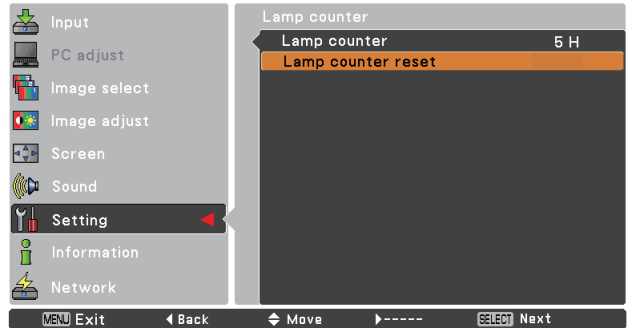 Input
PC adjust
Image select
Image adjust
Screen
Sound
Setting
Information
Network
Lamp counter
Lamp counter 5 H
Lamp counter reset
MENU Exit Back Move ----- SELECT Next